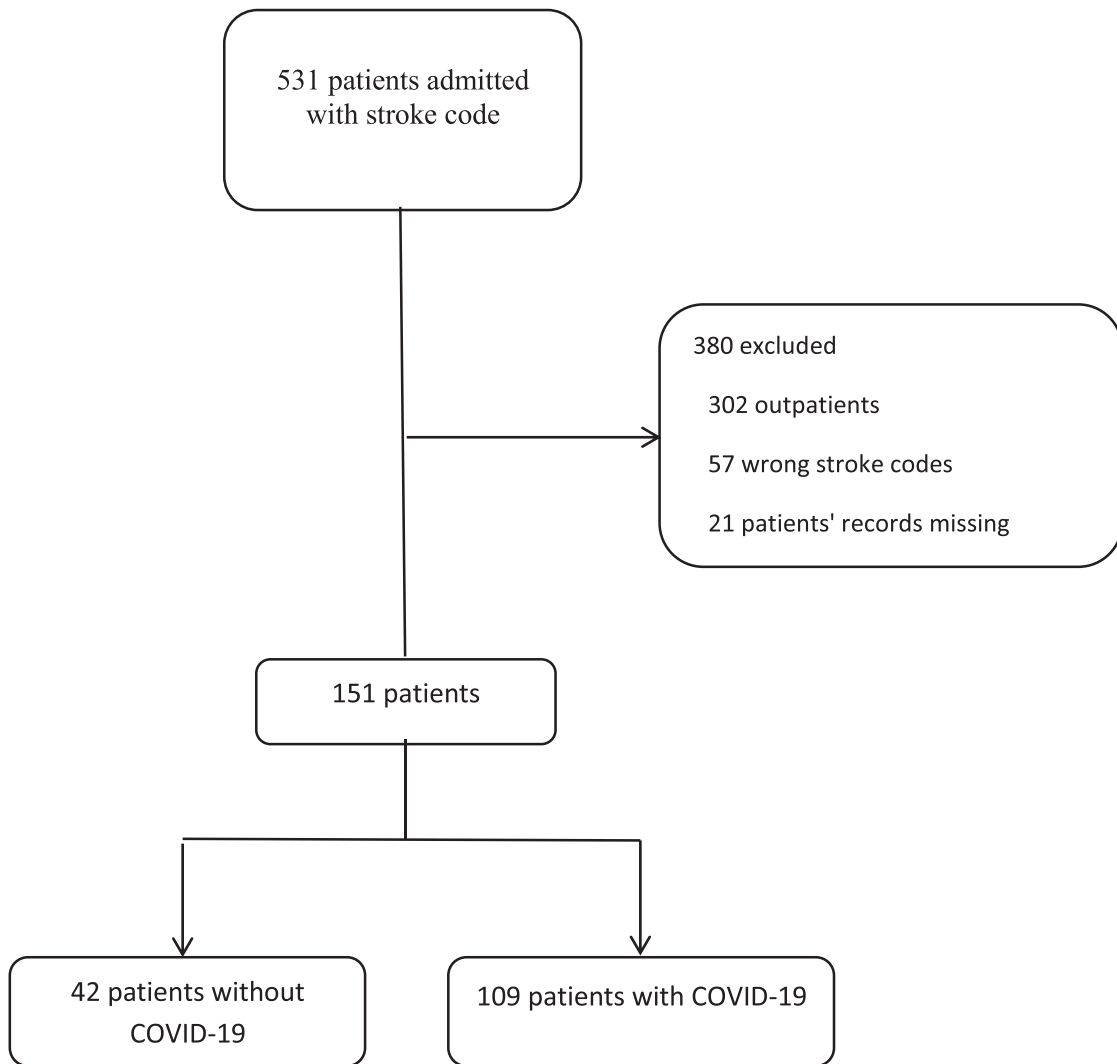 531 patients admitted
with stroke code
380 excluded
302 outpatients
57 wrong stroke codes
21 patients' records missing
151 patients
42 patients without
COVID-19
109 patients with COVID-19